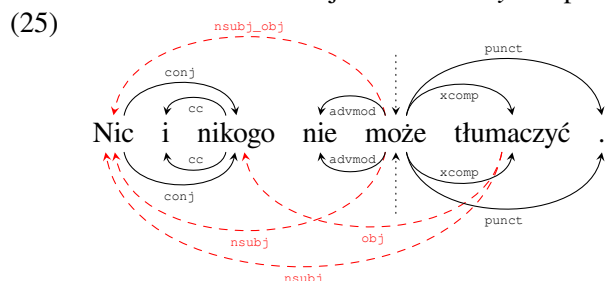 (25)
nsubj_obj
punct
conj
xcomp
cc
advmod
Nic i nikogo nie może tłumaczyć .
cc
advmod
xcomp
conj
punct
nsubj
obj
nsubj